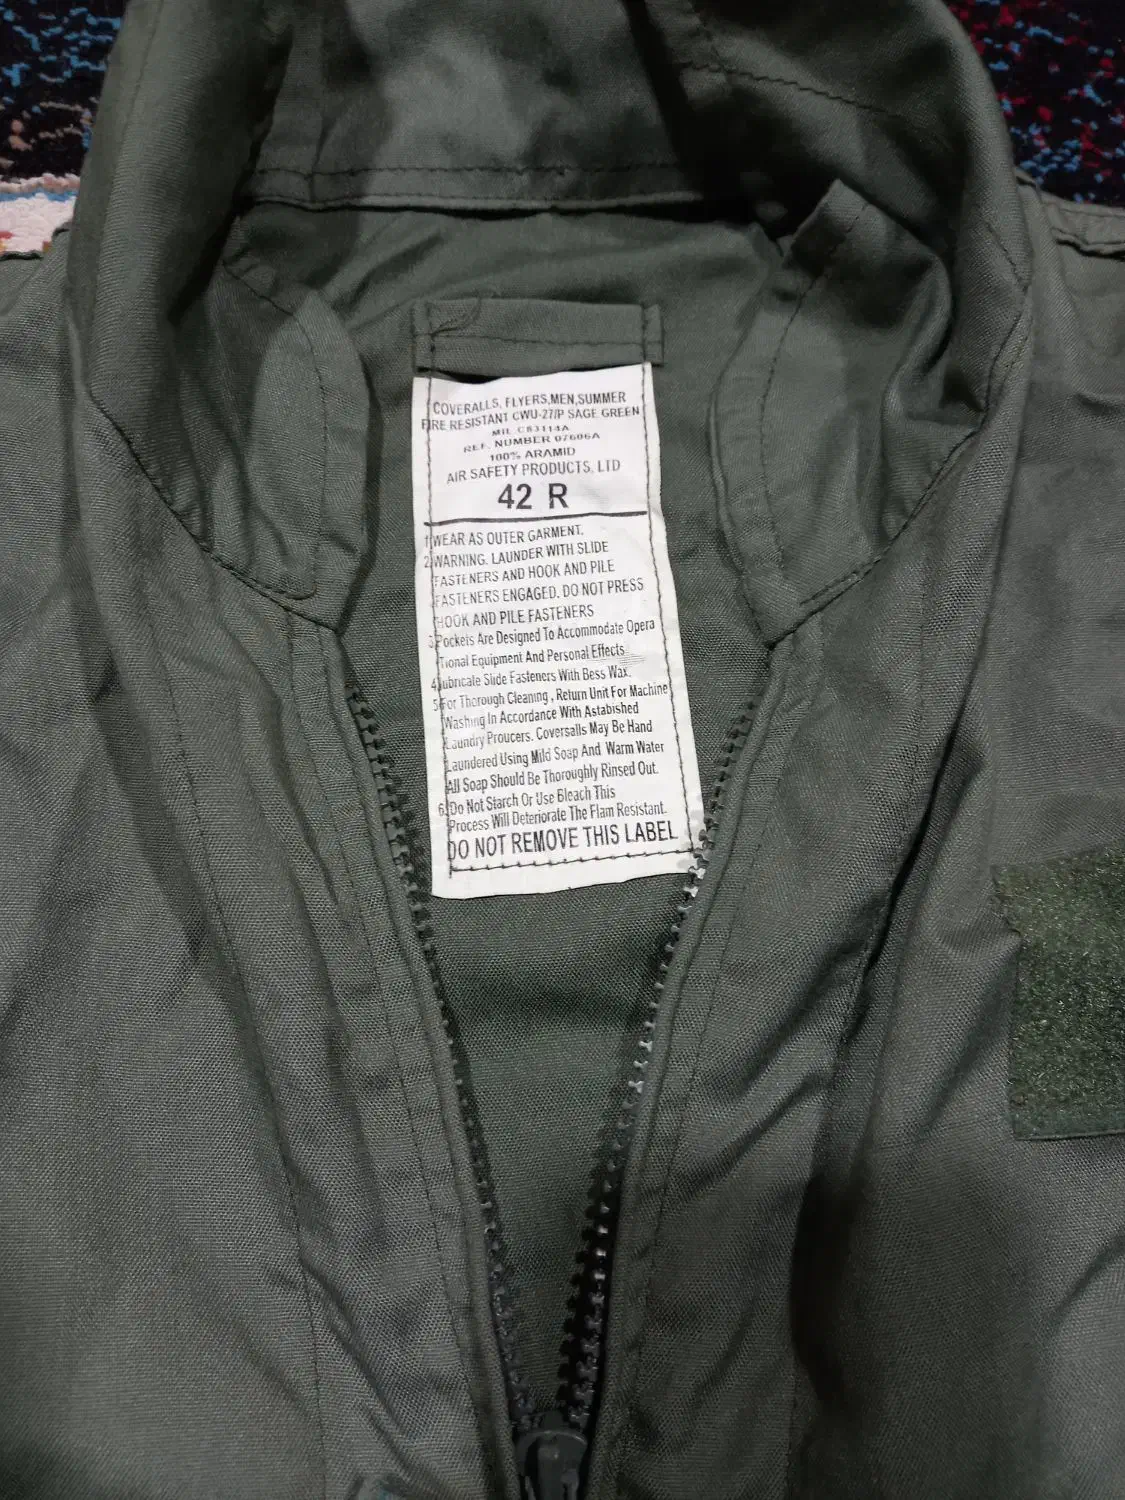 COVERALLS, FLYERS,MEN,SUMMER
FIRE RESISTANT CWU-27/P SAGE GREEN
MIL C83114A
REF. NUMBER 07606A
100% ARAMID
AIR SAFETY PRODUCTS, LTD
42 R
1 WEAR AS OUTER GARMENT.
2. WARNING. LAUNDER WITH SLIDE
FASTENERS AND HOOK AND PILE
FASTENERS ENGAGED. DO NOT PRESS
HOOK AND PILE FASTENERS
3. Pockets Are Designed To Accommodate Opera
Tional Equipment And Personal Effects
4. lubricate Slide Fasteners With Bess Wax.
5. For Thorough Cleaning , Return Unit For Machine
Washing In Accordance With Astabished
Laundry Proucers. Coversalls May Be Hand
Laundered Using Mild Soap And Warm Water
All Soap Should Be Thoroughly Rinsed Out.
6. Do Not Starch Or Use Bleach This
Process Will Deteriorate The Flam Resistant.
DO NOT REMOVE THIS LABEL